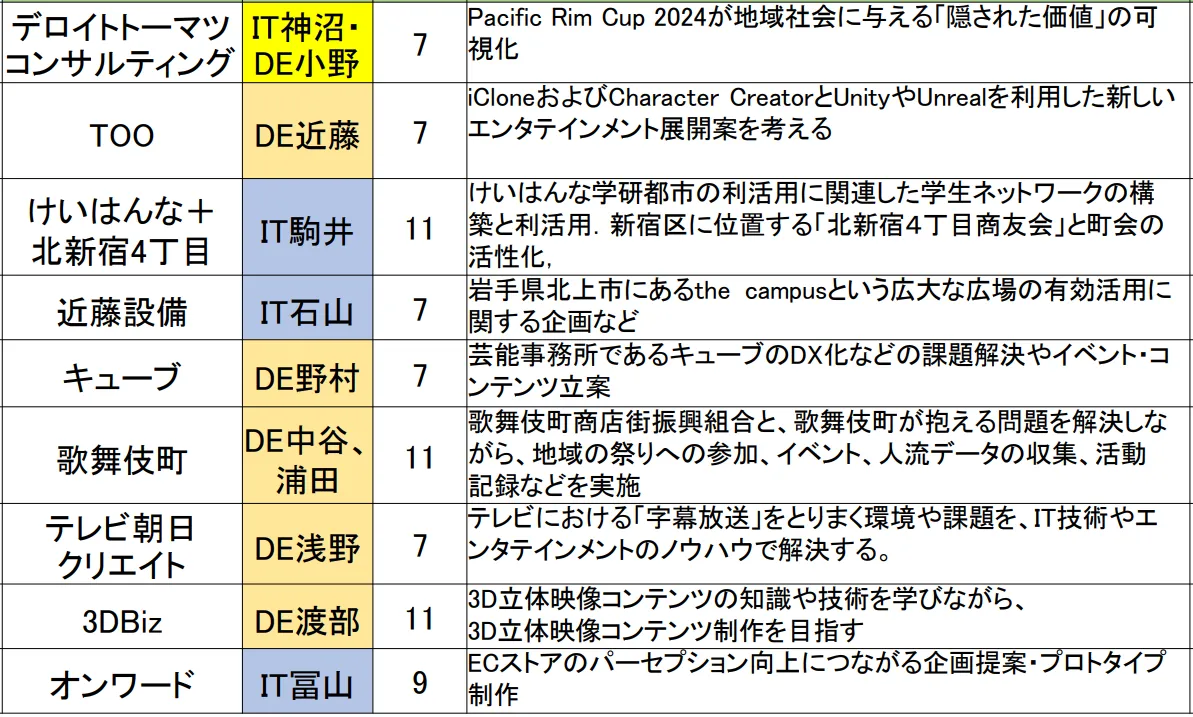 デロイトトーマツ
コンサルティング
IT神沼・
DE小野
7
Pacific Rim Cup 2024が地域社会に与える「隠された価値」の可
視化
TOO
DE近藤
7
iCloneおよびCharacter CreatorとUnityやUnrealを利用した新しい
エンタテインメント展開案を考える
けいはんな＋
北新宿4丁目
IT駒井
11
けいはんな学研都市の利活用に関連した学生ネットワークの構
築と利活用．新宿区に位置する「北新宿４丁目商友会」と町会の
活性化，
近藤設備
IT石山
7
岩手県北上市にあるthe campusという広大な広場の有効活用に
関する企画など
キューブ
DE野村
7
芸能事務所であるキューブのDX化などの課題解決やイベント・コ
ンテンツ立案
歌舞伎町
DE中谷、
浦田
11
歌舞伎町商店街振興組合と、歌舞伎町が抱える問題を解決しな
がら、地域の祭りへの参加、イベント、人流データの収集、活動
記録などを実施
テレビ朝日
クリエイト
DE浅野
7
テレビにおける「字幕放送」をとりまく環境や課題を、IT技術やエ
ンタテインメントのノウハウで解決する。
3DBiz
DE渡部
11
3D立体映像コンテンツの知識や技術を学びながら、
3D立体映像コンテンツ制作を目指す
オンワード
IT冨山
9
ECストアのパーセプション向上につながる企画提案・プロトタイプ
制作